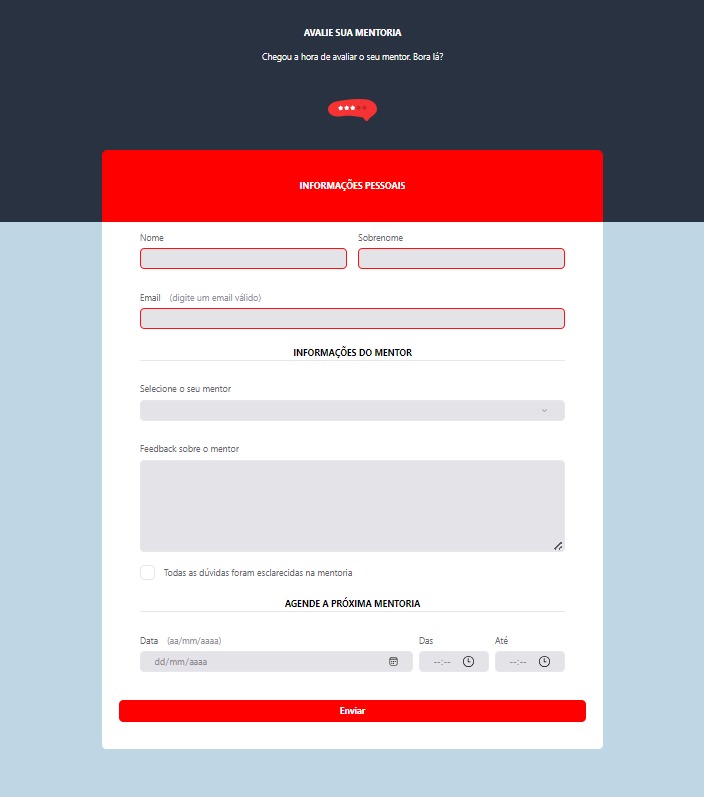 AVALIE SUA MENTORIA
Chegou a hora de avaliar o seu mentor. Bora lá?
INFORMAÇÕES PESSOAIS
Nome Sobrenome
Email (digite um email válido)
INFORMAÇÕES DO MENTOR
Selecione o seu mentor
Feedback sobre o mentor
Todas as dúvidas foram esclarecidas na mentoria
AGENDE A PRÓXIMA MENTORIA
Data (aa/mm/aaaa) Das Até
dd/mm/aaaa --:-- --:--
Enviar